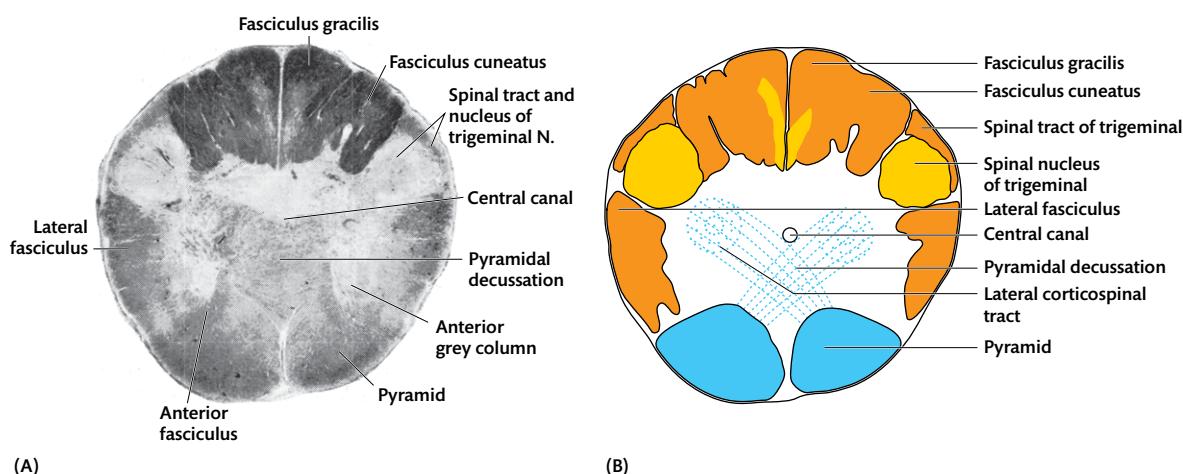 Fasciculus gracilis
Fasciculus cuneatus
Spinal tract and
nucleus of
trigeminal N.
Central canal
Lateral
fasciculus
Pyramidal
decussation
Anterior
grey column
Pyramid
Anterior
fasciculus
(A)
Fasciculus gracilis
Fasciculus cuneatus
Spinal tract of trigeminal
Spinal nucleus
of trigeminal
Lateral fasciculus
Central canal
Pyramidal decussation
Lateral corticospinal
tract
Pyramid
(B)